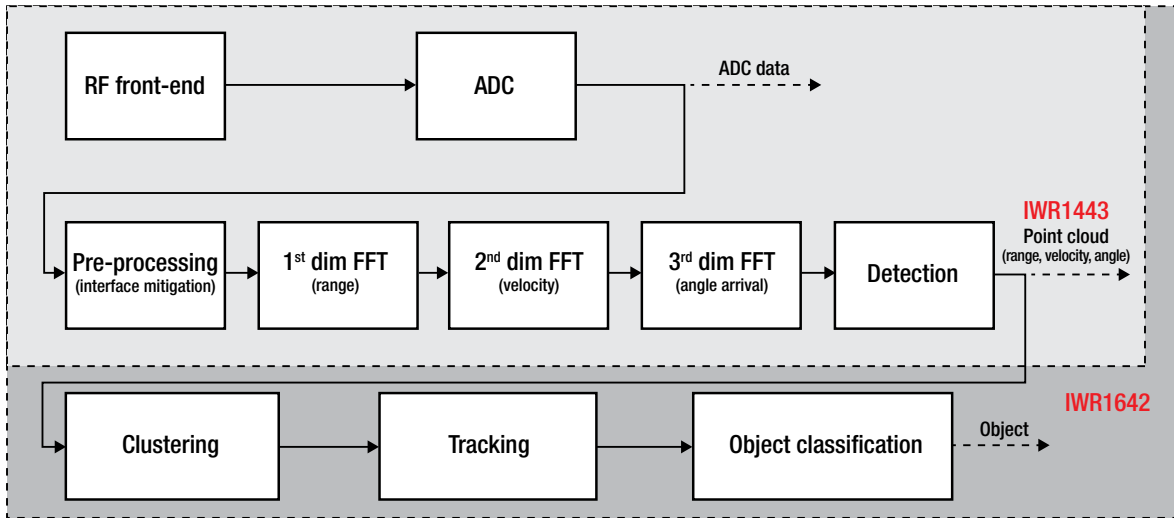 RF front-end
ADC
ADC data
IWR1443
Point cloud
(range, velocity, angle)
Pre-processing
(interface mitigation)
1st dim FFT
(range)
2nd dim FFT
(velocity)
3rd dim FFT
(angle arrival)
Detection
IWR1642
Clustering
Tracking
Object classification
Object